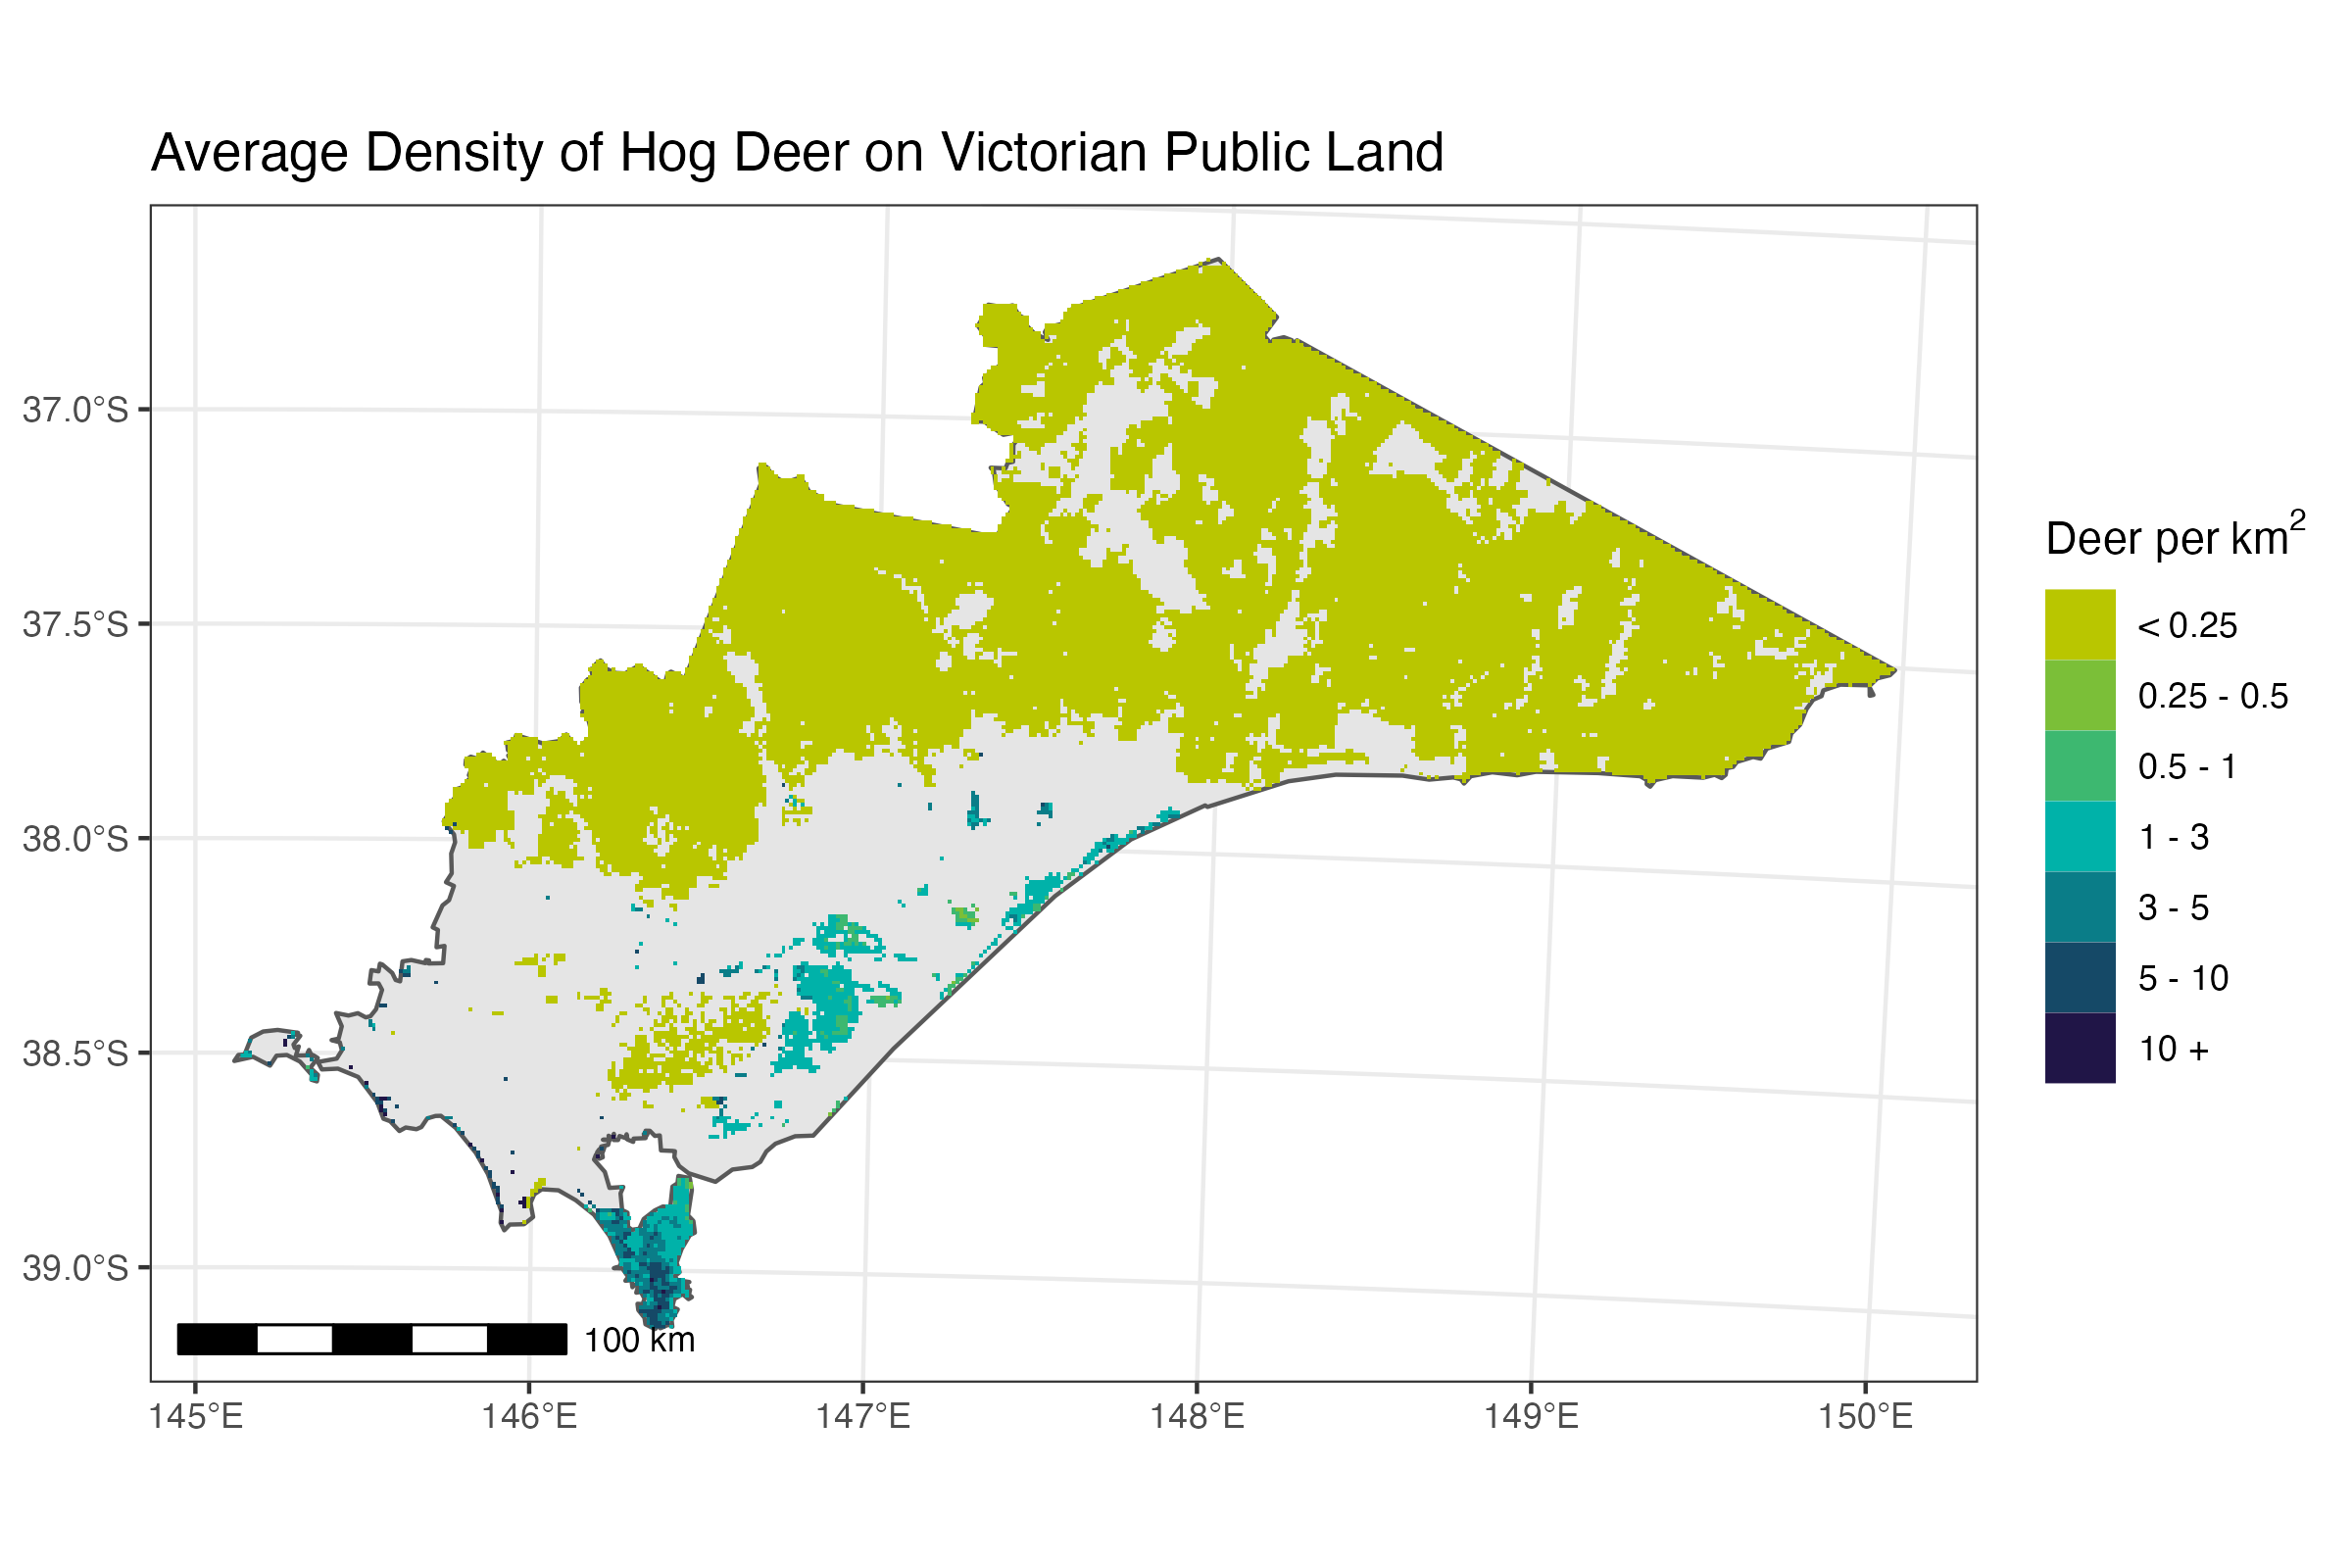 Average Density of Hog Deer on Victorian Public Land
37.0°S
37.5°S
38.0°S
38.5°S
39.0°S
100 km
145°E
146°E
147°E
148°E
149°E
150°E
Deer per km²
< 0.25
0.25 - 0.5
0.5 - 1
1 - 3
3 - 5
5 - 10
10 +